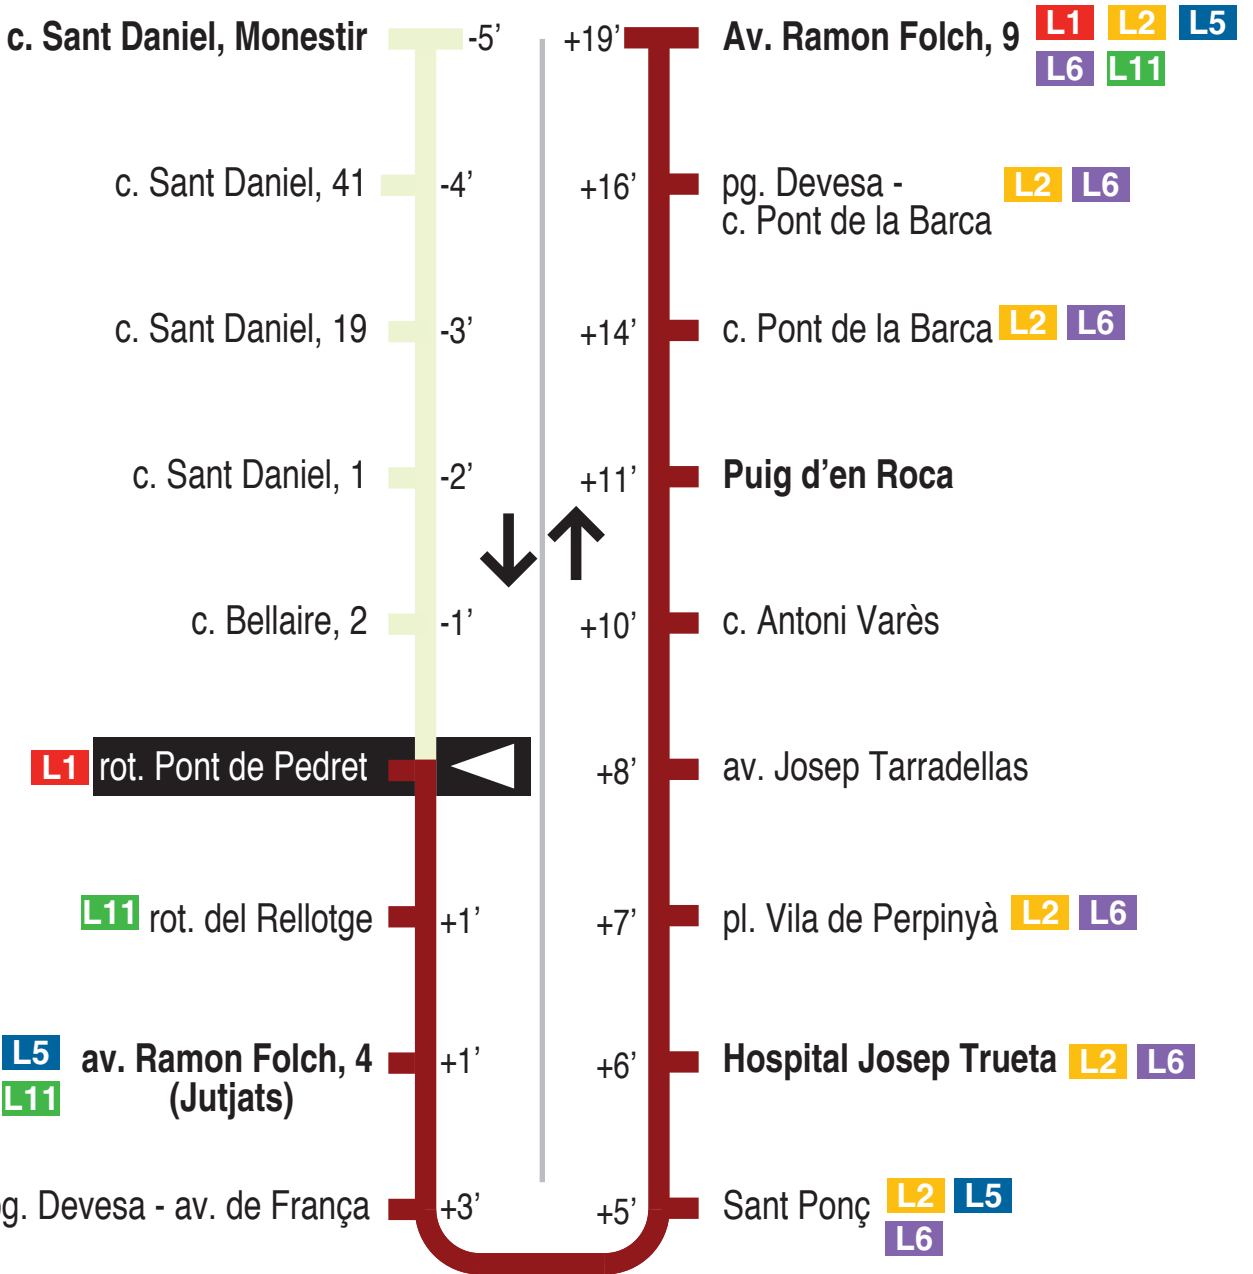 c. Sant Daniel, Monestir -5’
c. Sant Daniel, 41 -4’
c. Sant Daniel, 19 -3’
c. Sant Daniel, 1 -2’
c. Bellaire, 2 -1’
L1 rot. Pont de Pedret
L11 rot. del Rellotge +1’
L5 av. Ramon Folch, 4 +1’
L11 (Jutjats)
Devesa - av. de França +3’
+19’ Av. Ramon Folch, 9 L1 L2 L5
L6 L11
+16’ pg. Devesa - L2 L6
c. Pont de la Barca
+14’ c. Pont de la Barca L2 L6
+11’ Puig d’en Roca
+10’ c. Antoni Varès
+8’ av. Josep Tarradellas
+7’ pl. Vila de Perpinyà L2 L6
+6’ Hospital Josep Trueta L2 L6
+5’ Sant Ponç L2 L5
L6